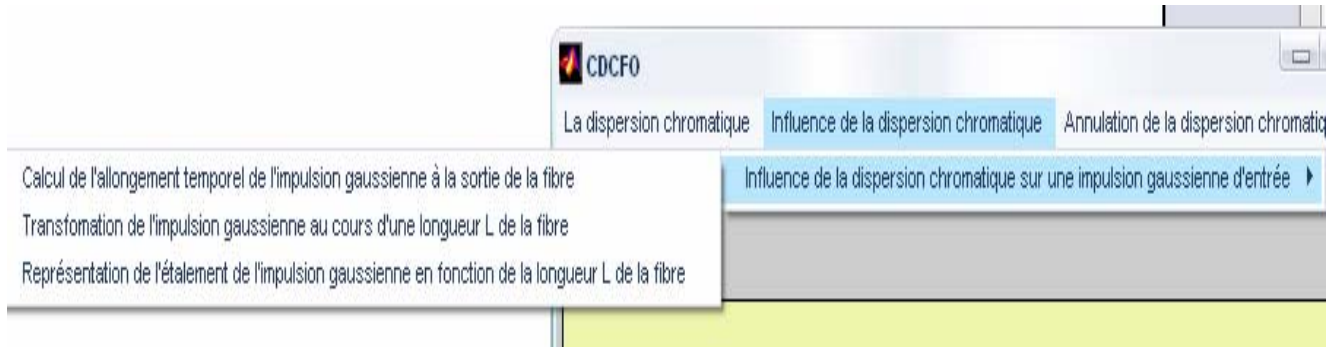 CDCFO
La dispersion chromatique Influence de la dispersion chromatique Annulation de la dispersion chromatiq
Influence de la dispersion chromatique sur une impulsion gaussienne d'entrée
Calcul de l'allongement temporel de l'impulsion gaussienne à la sortie de la fibre
Transfomation de l'impulsion gaussienne au cours d'une longueur L de la fibre
Représentation de l'étalement de l'impulsion gaussienne en fonction de la longueur L de la fibre